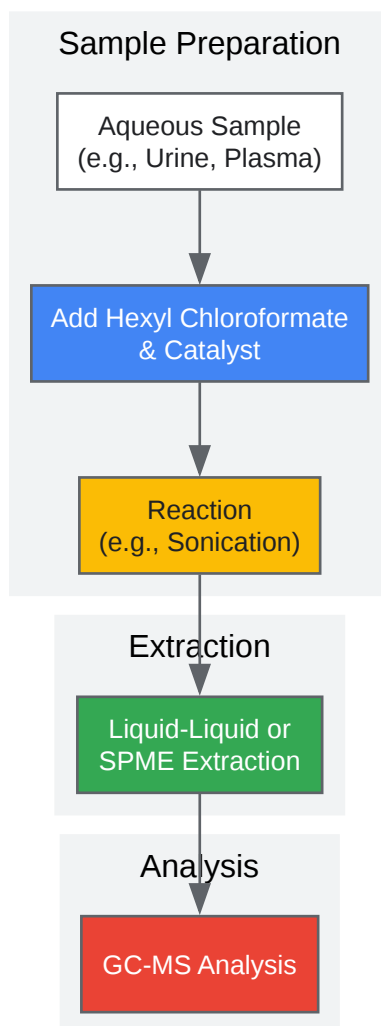 Sample Preparation
Aqueous Sample
(e.g., Urine, Plasma)
Add Hexyl Chloroformate
& Catalyst
Reaction
(e.g., Sonication)
Extraction
Liquid-Liquid or
SPME Extraction
Analysis
GC-MS Analysis